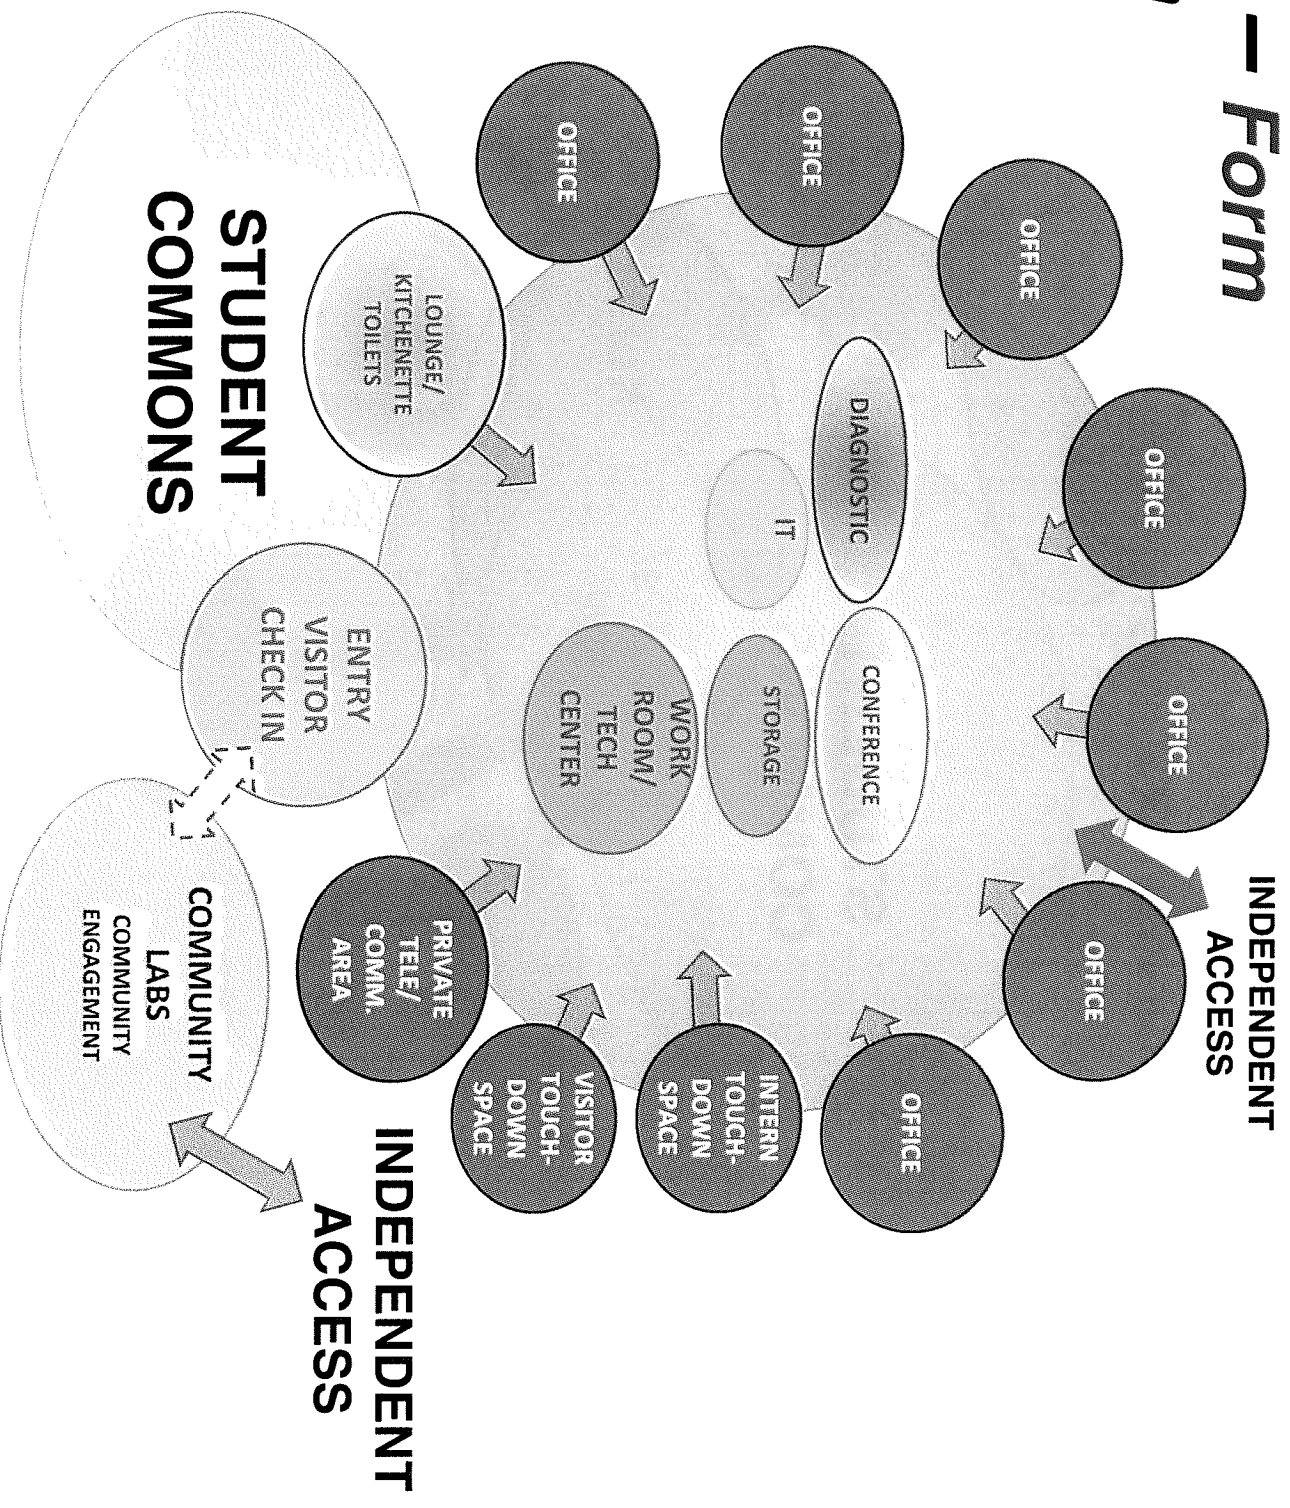 – Form
INDEPENDENT
ACCESS
OFFICE
OFFICE
OFFICE
OFFICE
OFFICE
CONFERENCE
DIAGNOSTIC
OFFICE
IT
STORAGE
INTERN
TOUCH-
DOWN
SPACE
WORK
ROOM/
TECH
CENTER
VISITOR
TOUCH-
DOWN
SPACE
OFFICE
PRIVATE
TELE/
COMM.
AREA
LOUNGE/
KITCHENETTE
TOILETS
INDEPENDENT
ACCESS
ENTRY
VISITOR
CHECK IN
STUDENT
COMMONS
COMMUNITY
LABS
COMMUNITY
ENGAGEMENT